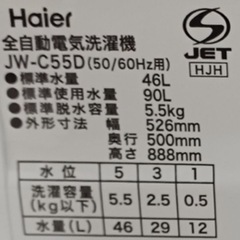 Haier
全自動電気洗濯機
JW-C55D(50/60Hz用)
●標準水量 46L
●標準使用水量 90L
●標準脱水容量 5.5kg
●外形寸法 幅 526mm
奥行 500mm
高さ 888mm
S
JET
HJH
水位 5 3 1
洗濯容量(kg以下) 5.5 2.5 0.5
水量(L) 46 29 12